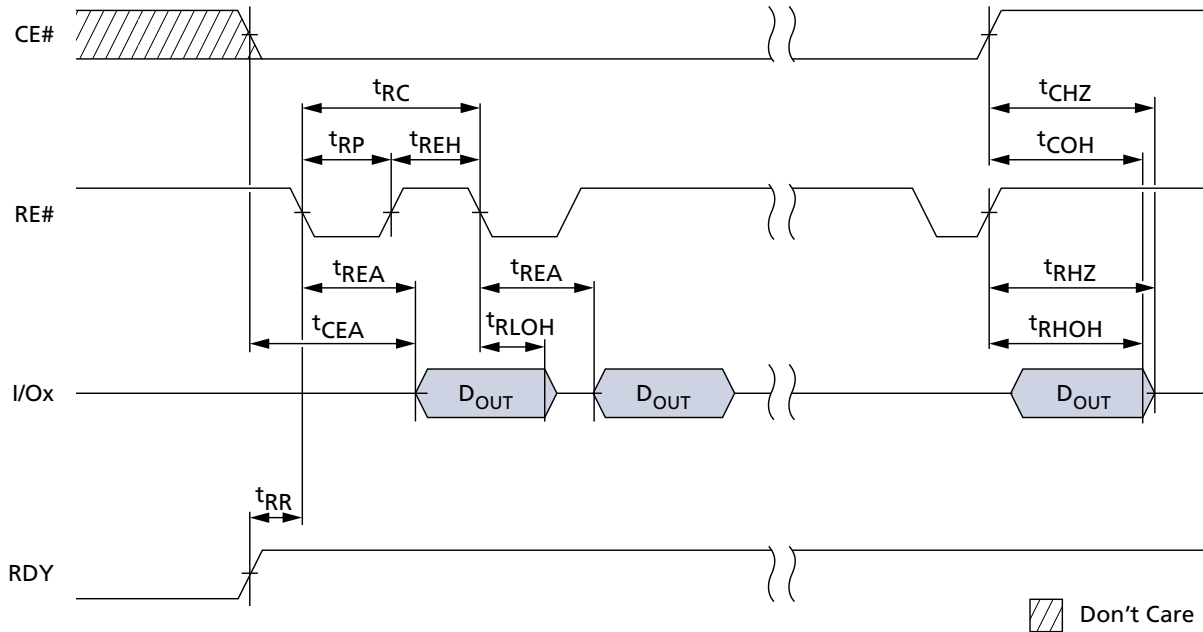 CE#
tRC
tCHZ
tRP
tREH
tCOH
RE#
tREA
tREA
tRHZ
tCEA
tRLOH
tRHOH
I/Ox
DOUT
DOUT
DOUT
tRR
RDY
Don't Care